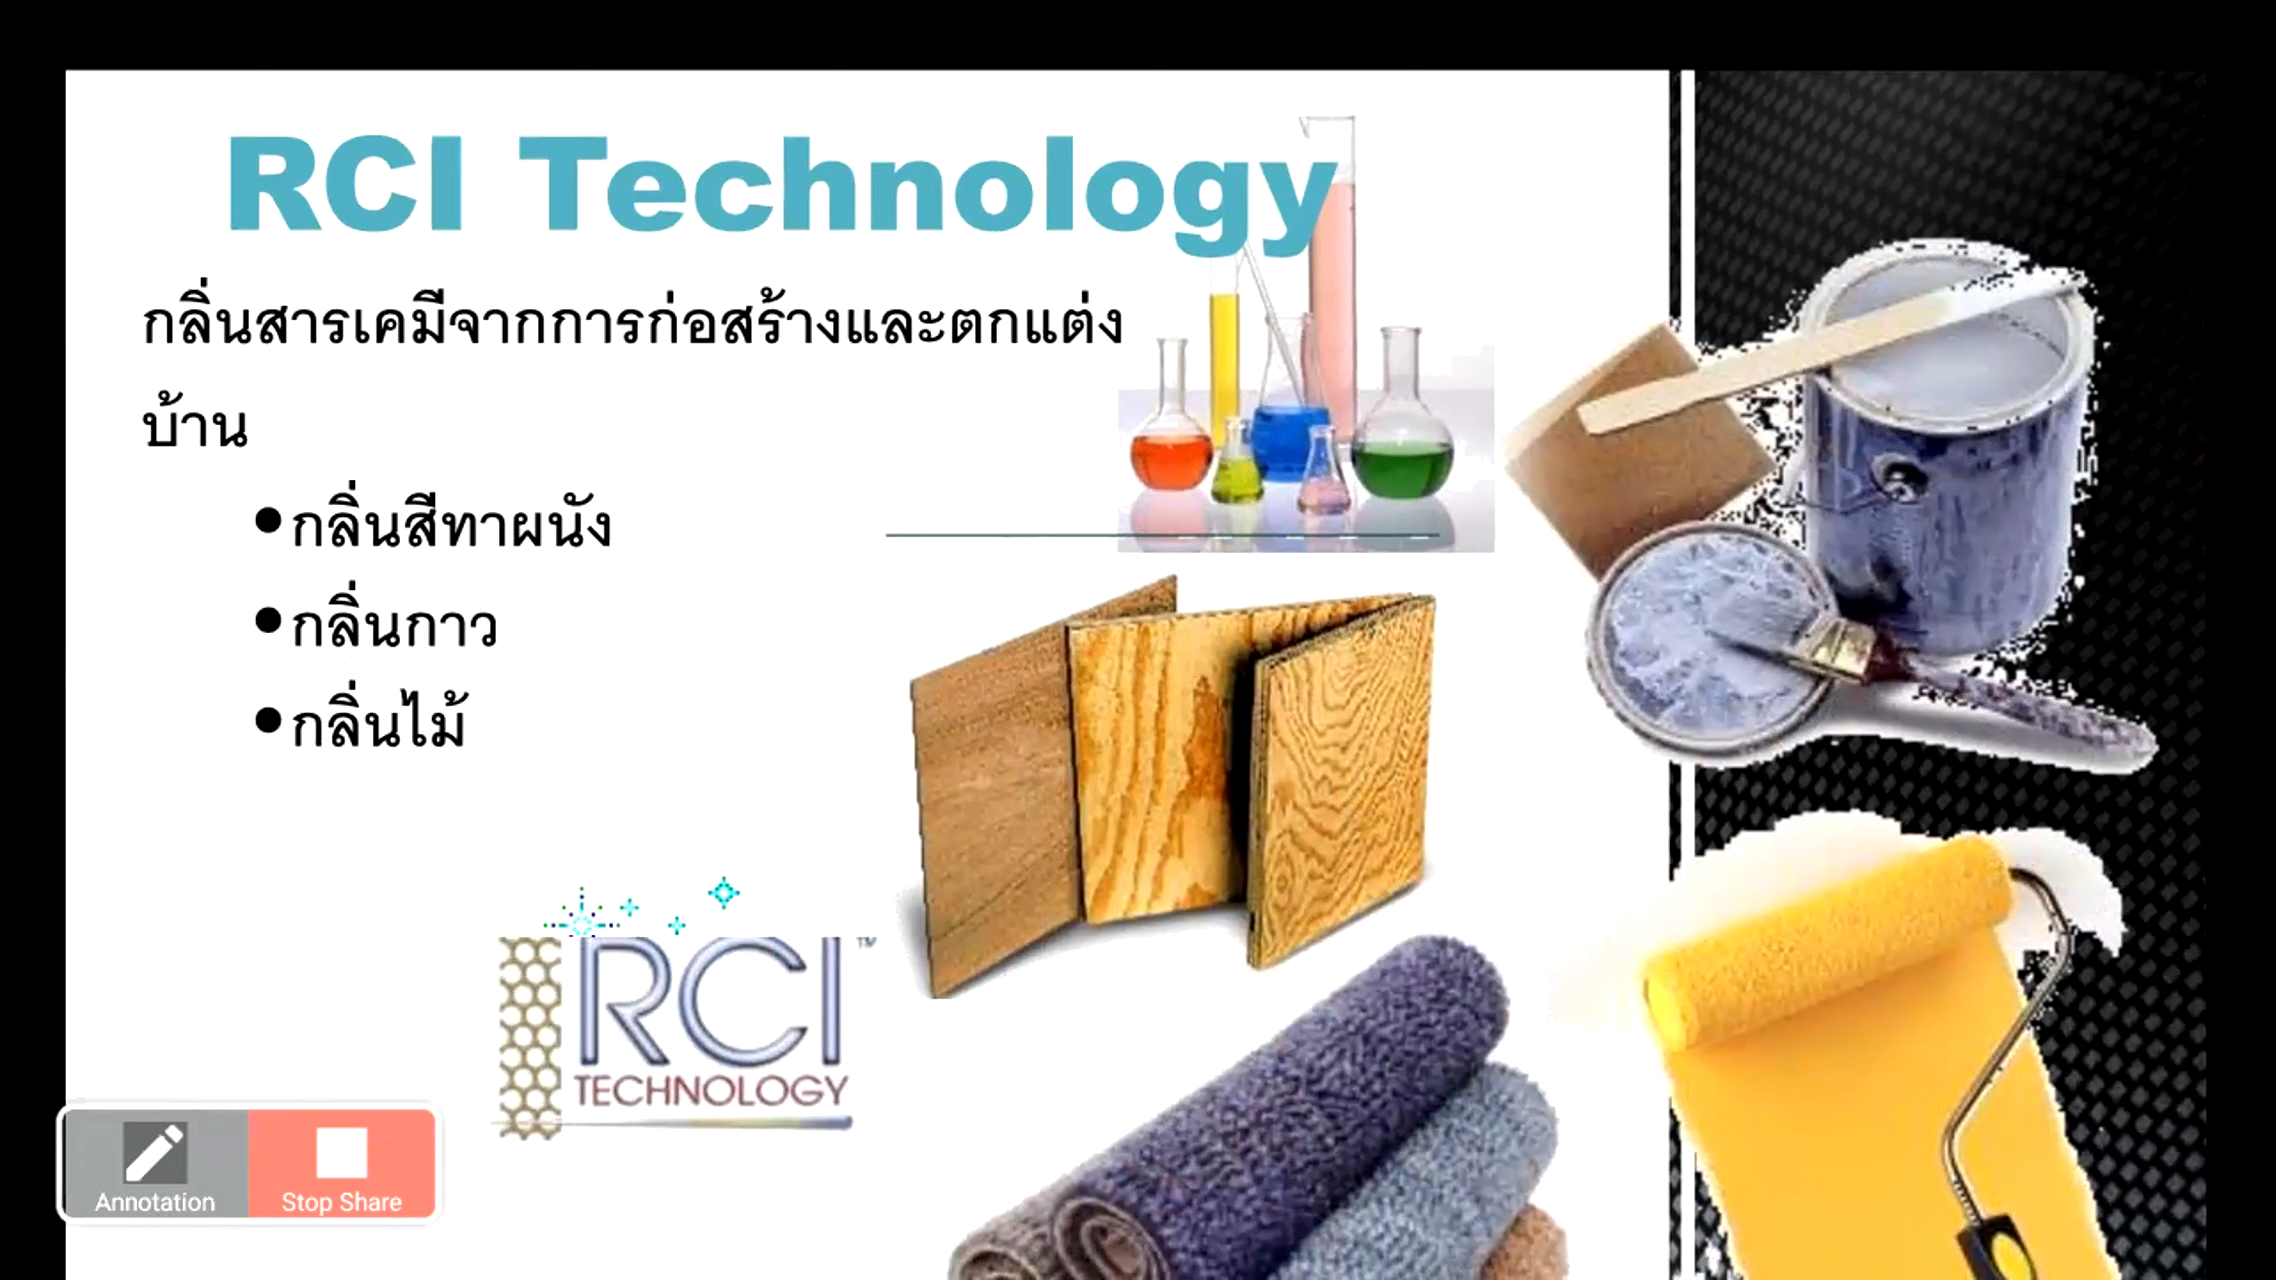 RCI Technology
กลิ่นสารเคมีจากการก่อสร้างและตกแต่ง
บ้าน
•กลิ่นสีทาผนัง
•กลิ่นกาว
•กลิ่นไม้
RCI™
TECHNOLOGY
Annotation
Stop Share